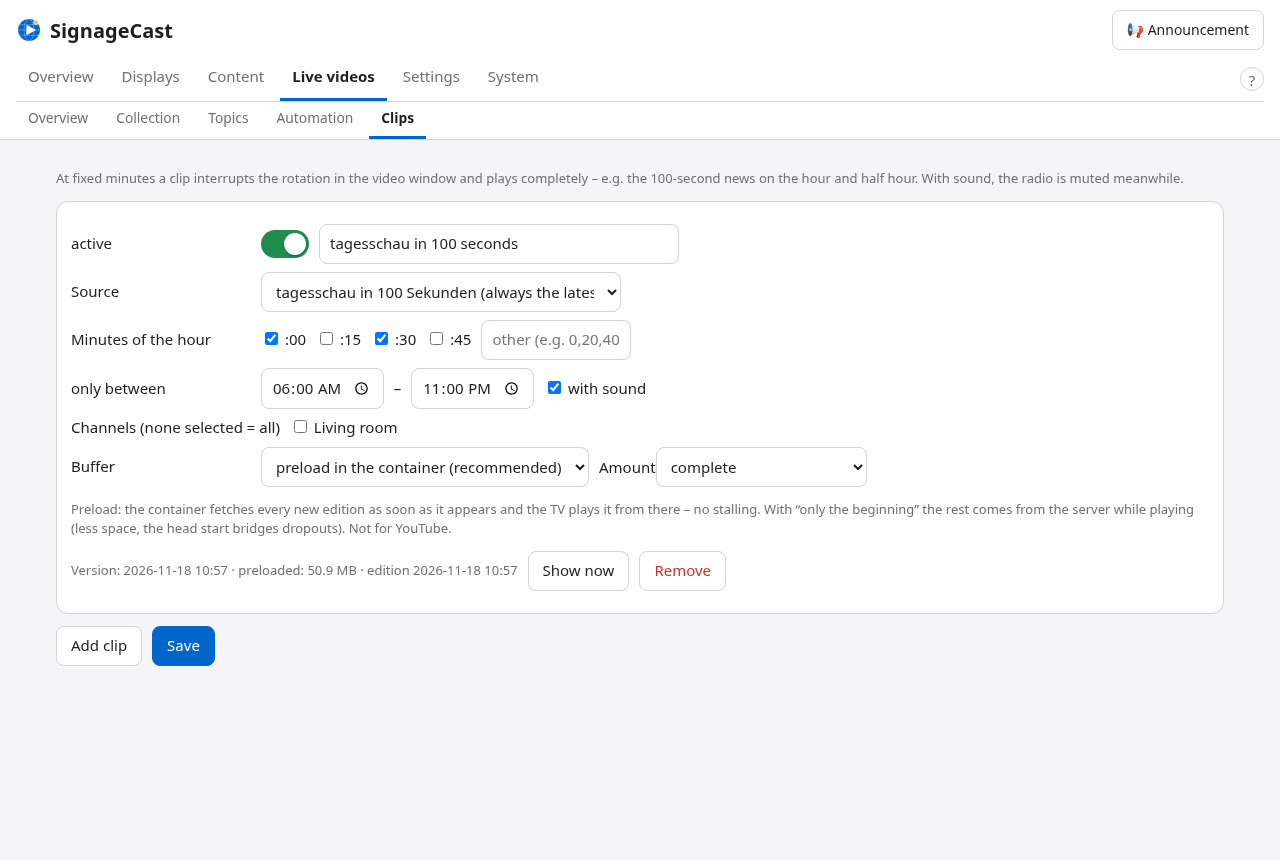 SignageCast
Announcement
Overview Displays Content Live videos Settings System
?
Overview Collection Topics Automation Clips
At fixed minutes a clip interrupts the rotation in the video window and plays completely – e.g. the 100-second news on the hour and half hour. With sound, the radio is muted meanwhile.
active tagesschau in 100 seconds
Source tagesschau in 100 Sekunden (always the lates
Minutes of the hour :00 :15 :30 :45 other (e.g. 0,20,40
only between 06:00 AM – 11:00 PM with sound
Channels (none selected = all) Living room
Buffer preload in the container (recommended) Amount complete
Preload: the container fetches every new edition as soon as it appears and the TV plays it from there – no stalling. With “only the beginning” the rest comes from the server while playing
(less space, the head start bridges dropouts). Not for YouTube.
Version: 2026-11-18 10:57 · preloaded: 50.9 MB · edition 2026-11-18 10:57 Show now Remove
Add clip Save